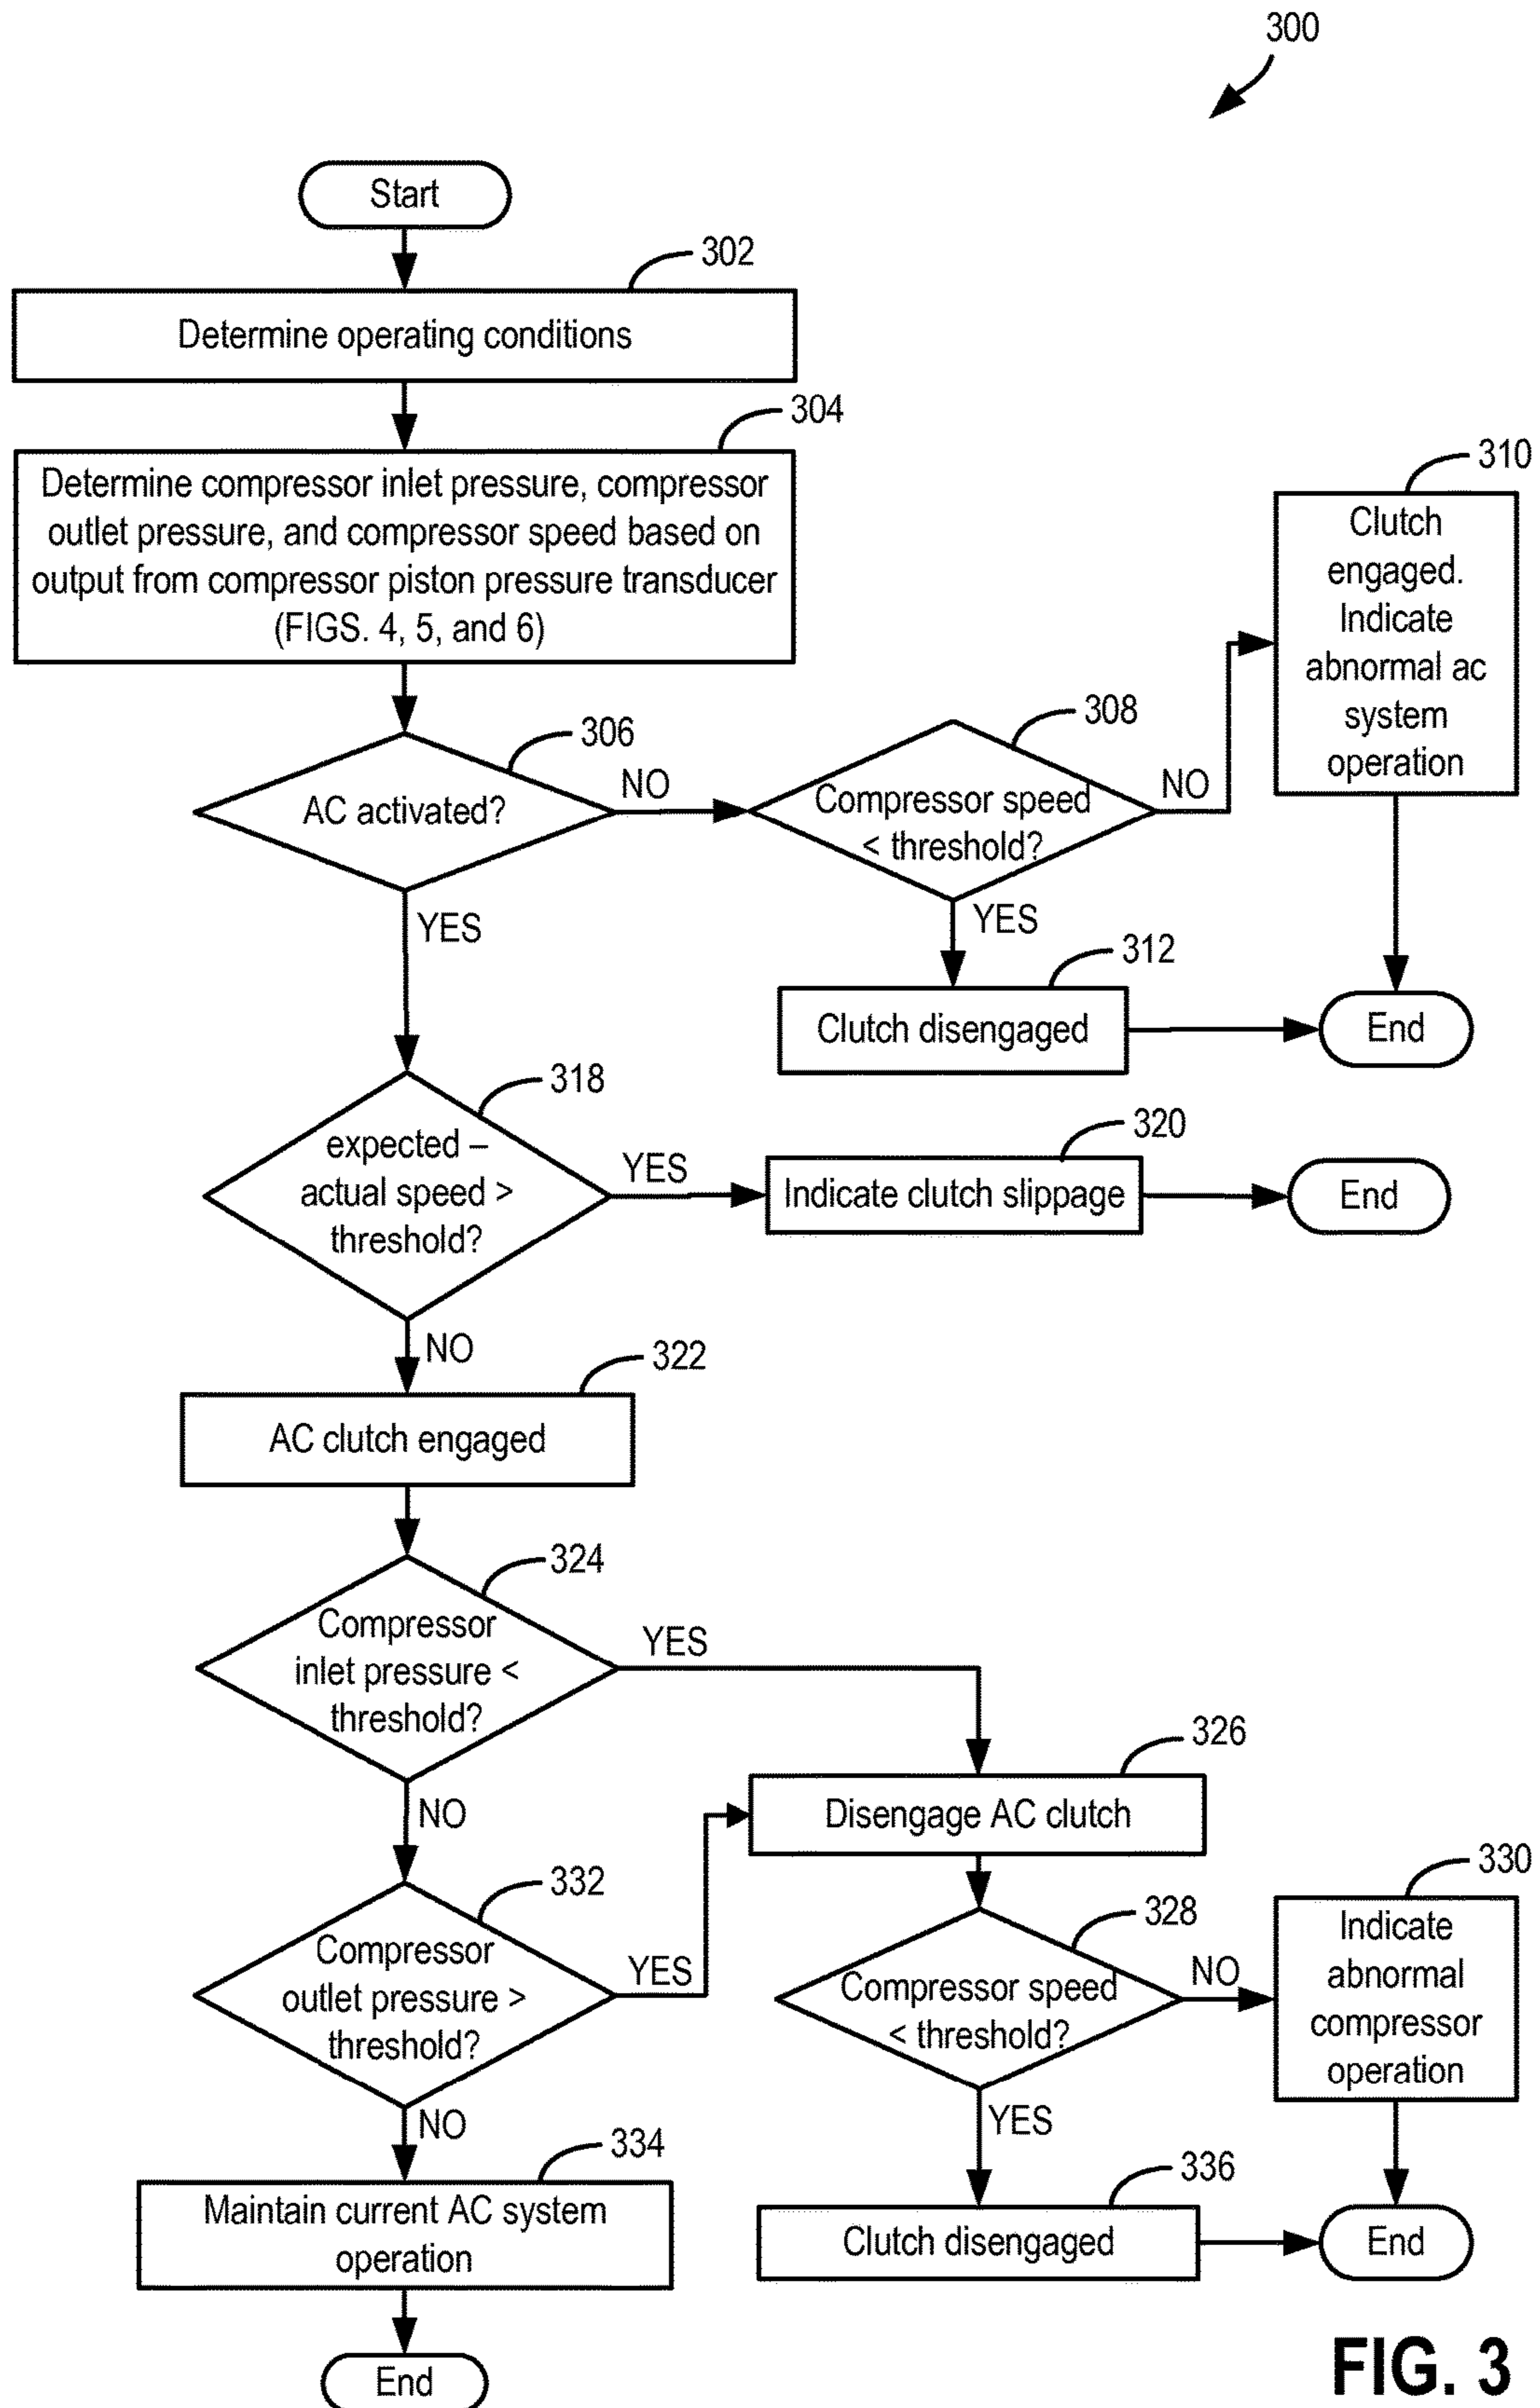 300
Start
302
Determine operating conditions
304
Determine compressor inlet pressure, compressor
outlet pressure, and compressor speed based on
output from compressor piston pressure transducer
(FIGS. 4, 5, and 6)
306
AC activated?
NO
YES
308
Compressor speed
< threshold?
NO
YES
310
Clutch
engaged.
Indicate
abnormal ac
system
operation
312
Clutch disengaged
End
318
expected –
actual speed >
threshold?
YES
NO
320
Indicate clutch slippage
End
322
AC clutch engaged
324
Compressor
inlet pressure <
threshold?
YES
NO
326
Disengage AC clutch
332
Compressor
outlet pressure >
threshold?
YES
NO
328
Compressor speed
< threshold?
NO
YES
330
Indicate
abnormal
compressor
operation
334
Maintain current AC system
operation
336
Clutch disengaged
End
End
FIG. 3